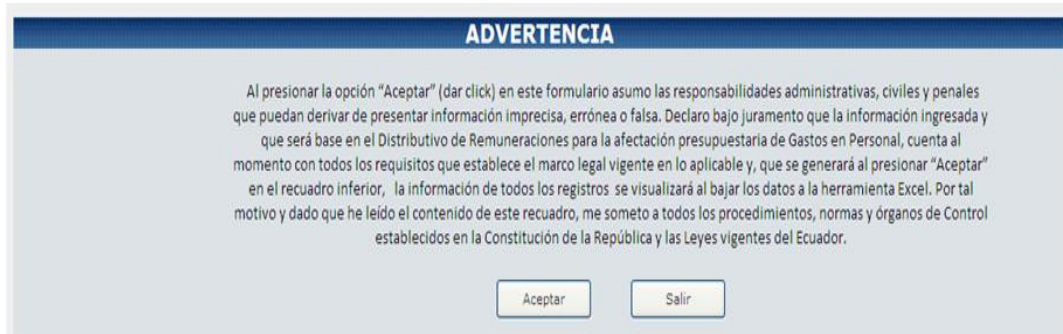 ADVERTENCIA
Al presionar la opción "Aceptar" (dar click) en este formulario asumo las responsabilidades administrativas, civiles y penales
que puedan derivar de presentar información imprecisa, errónea o falsa. Declaro bajo juramento que la información ingresada y
que será base en el Distributivo de Remuneraciones para la afectación presupuestaria de Gastos en Personal, cuenta al
momento con todos los requisitos que establece el marco legal vigente en lo aplicable y, que se generará al presionar "Aceptar"
en el recuadro inferior, la información de todos los registros se visualizará al bajar los datos a la herramienta Excel. Por tal
motivo y dado que he leído el contenido de este recuadro, me someto a todos los procedimientos, normas y órganos de Control
establecidos en la Constitución de la República y las Leyes vigentes del Ecuador.
Aceptar Salir